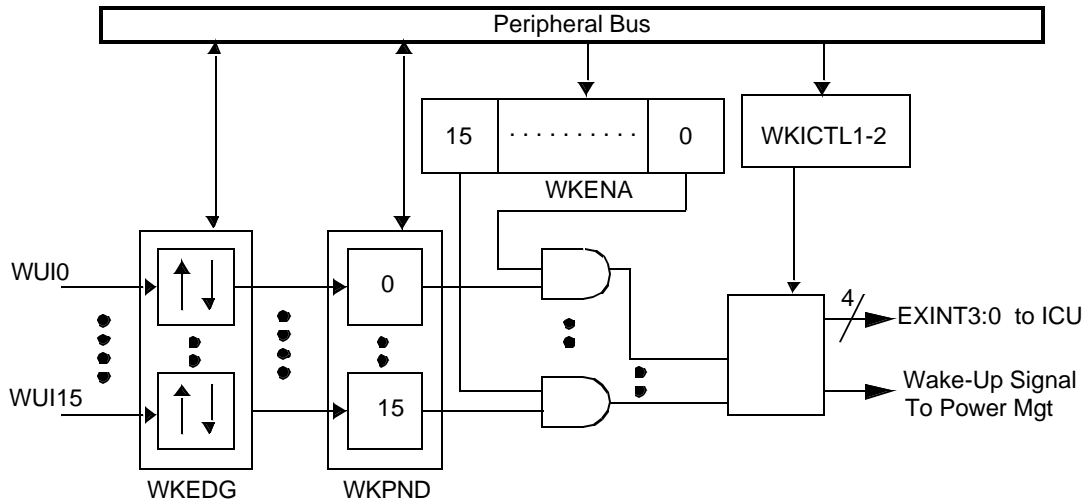 Peripheral Bus
15 . . . . . . . . . . 0
WKICTL1-2
WKENA
WUI0
0
4
EXINT3:0 to ICU
WUI15
15
Wake-Up Signal
To Power Mgt
WKEDG
WKPND